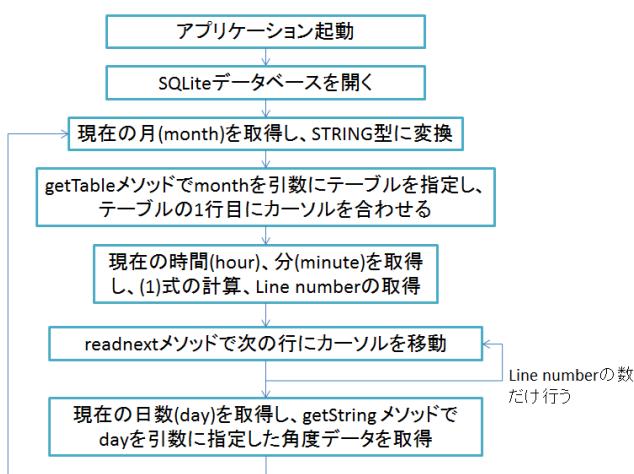 アプリケーション起動
SQLiteデータベースを開く
現在の月(month)を取得し、STRING型に変換
getTableメソッドでmonthを引数にテーブルを指定し、
テーブルの1行目にカーソルを合わせる
現在の時間(hour)、分(minute)を取得
し、(1)式の計算、Line numberの取得
readnextメソッドで次の行にカーソルを移動
Line numberの数
だけ行う
現在の日数(day)を取得し、getString メソッドで
dayを引数に指定した角度データを取得